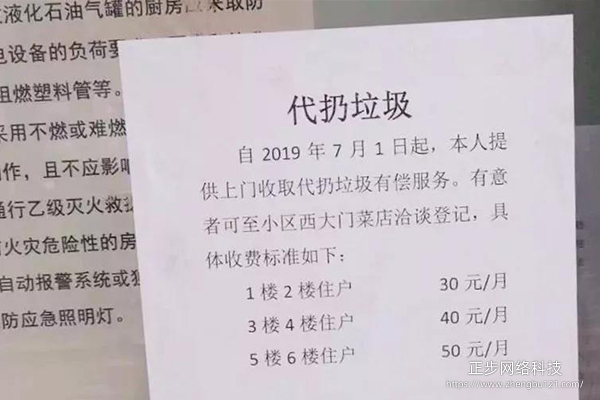 液化石油气罐的厨房应采取防
电设备的负荷要
阻燃塑料管等。
采用不燃或难燃
作，且不应影响
通行乙级灭火救援
火灾危险性的房
自动报警系统或独
防应急照明灯。
代扔垃圾
自 2019 年 7 月 1 日起，本人提
供上门收取代扔垃圾有偿服务。有意
者可至小区西大门菜店洽谈登记，具
体收费标准如下：
1 楼 2 楼住户 30 元/月
3 楼 4 楼住户 40 元/月
5 楼 6 楼住户 50 元/月
正步网络科技
https://www.zhengbu121.com/